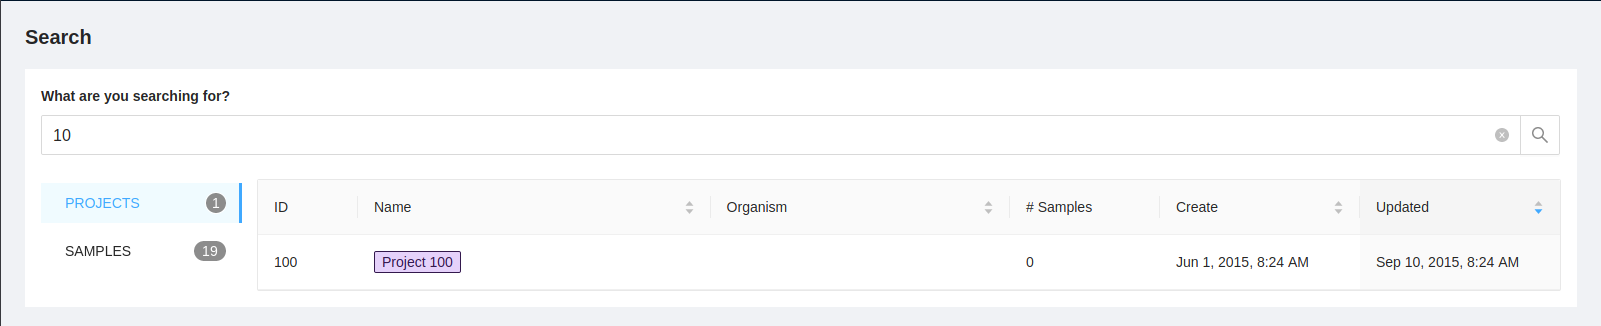 Search
What are you searching for?
10
PROJECTS 1
SAMPLES 19
ID Name Organism # Samples Create Updated
100 Project 100 0 Jun 1, 2015, 8:24 AM Sep 10, 2015, 8:24 AM